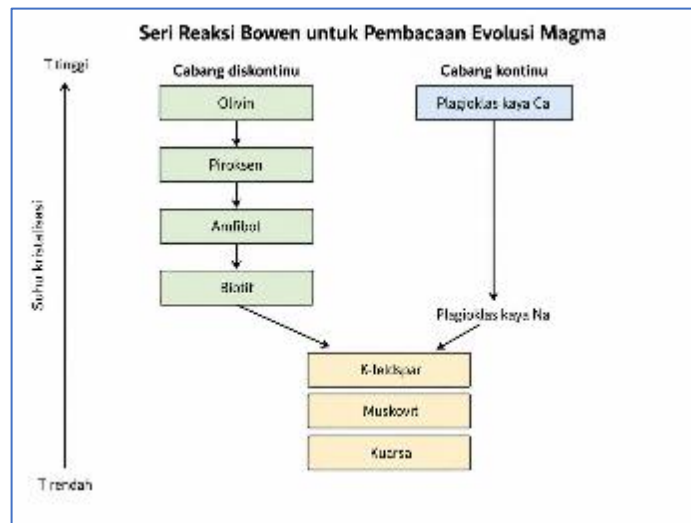 Seri Reaksi Bowen untuk Pembacaan Evolusi Magma
T tinggi
Cabang diskontinu
Cabang kontinu
Olivin
Plagioklas kaya Ca
Piroksen
Amfibol
Biotit
Suhu kristalisasi
Plagioklas kaya Na
K-feldspar
Muskovit
Kuarsa
T rendah